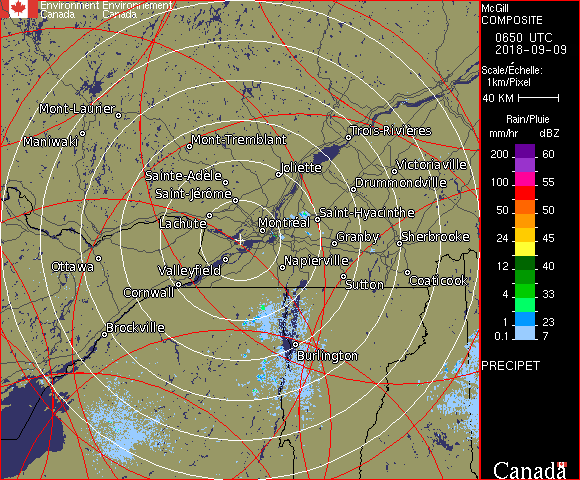 Environment Environnement
Canada Canada
McGill
COMPOSITE
0650 UTC
2018-09-09
Scale/Échelle:
1km/Pixel
40 KM
Rain/Pluie
mm/hr dBZ
200 60
100 55
50 50
24 45
12 40
4 33
1 23
0.1 7
PRECIPET
Canada
Mont-Laurier
Maniwaki
Mont-Tremblant
Trois-Rivières
Joliette
Victoriaville
Sainte-Adèle
Drummondville
Saint-Jérôme
Saint-Hyacinthe
Lachute
Montréal
Granby
Sherbrooke
Ottawa
Valleyfield
Napierville
Cornwall
Sutton
Coaticook
Brockville
Burlington